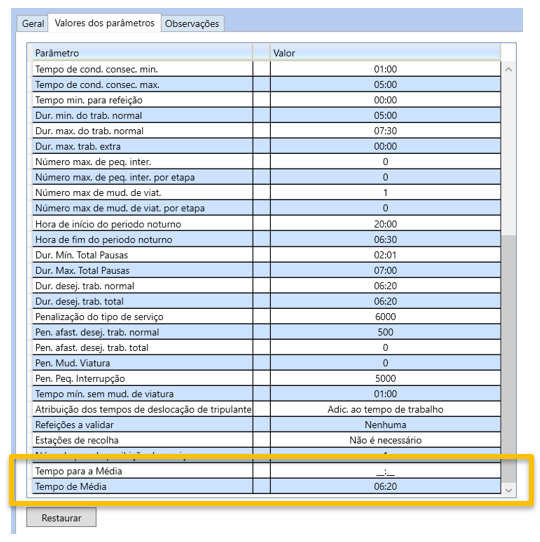 Geral Valores dos parâmetros Observações
Parâmetro Valor
Tempo de cond. consec. min. 01:00
Tempo de cond. consec. max. 05:00
Tempo min. para refeição 00:00
Dur. min. do trab. normal 05:00
Dur. max. do trab. normal 07:30
Dur. max. trab. extra 00:00
Número max. de peq. inter. 0
Número max. de peq. inter. por etapa 0
Número max de mud. de viat. 1
Número max de mud. de viat. por etapa 0
Hora de início do periodo noturno 20:00
Hora de fim do periodo noturno 06:30
Dur. Mín. Total Pausas 02:01
Dur. Max. Total Pausas 07:00
Dur. desej. trab. normal 06:20
Dur. desej. trab. total 06:20
Penalização do tipo de serviço 6000
Pen. afast. desej. trab. normal 500
Pen. afast. desej. trab. total 0
Pen. Mud. Viatura 0
Pen. Peq. Interrupção 5000
Tempo mín. sem mud. de viatura 01:00
Atribuição dos tempos de deslocação de tripulante Adic. ao tempo de trabalho
Refeições a validar Nenhuma
Estações de recolha Não é necessário
Tempo para a Média __:__
Tempo de Média 06:20
Restaurar